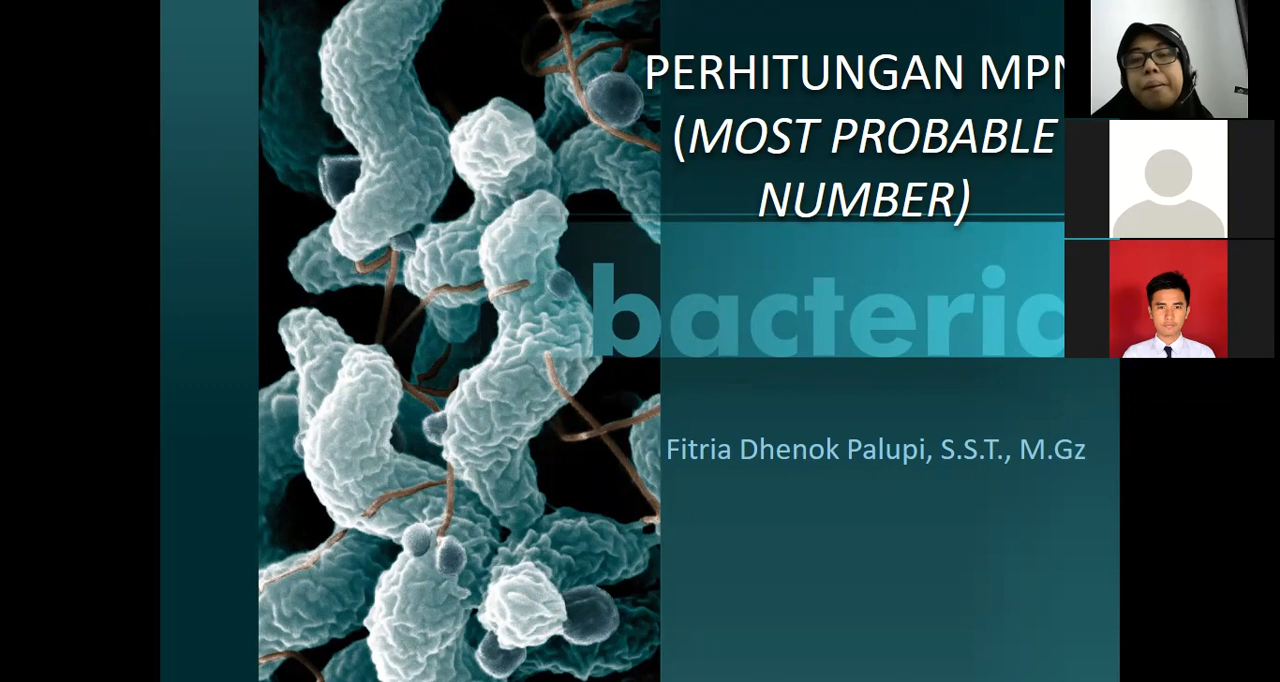 PERHITUNGAN MPN
(MOST PROBABLE
NUMBER)
bacteria
Fitria Dhenok Palupi, S.S.T., M.Gz